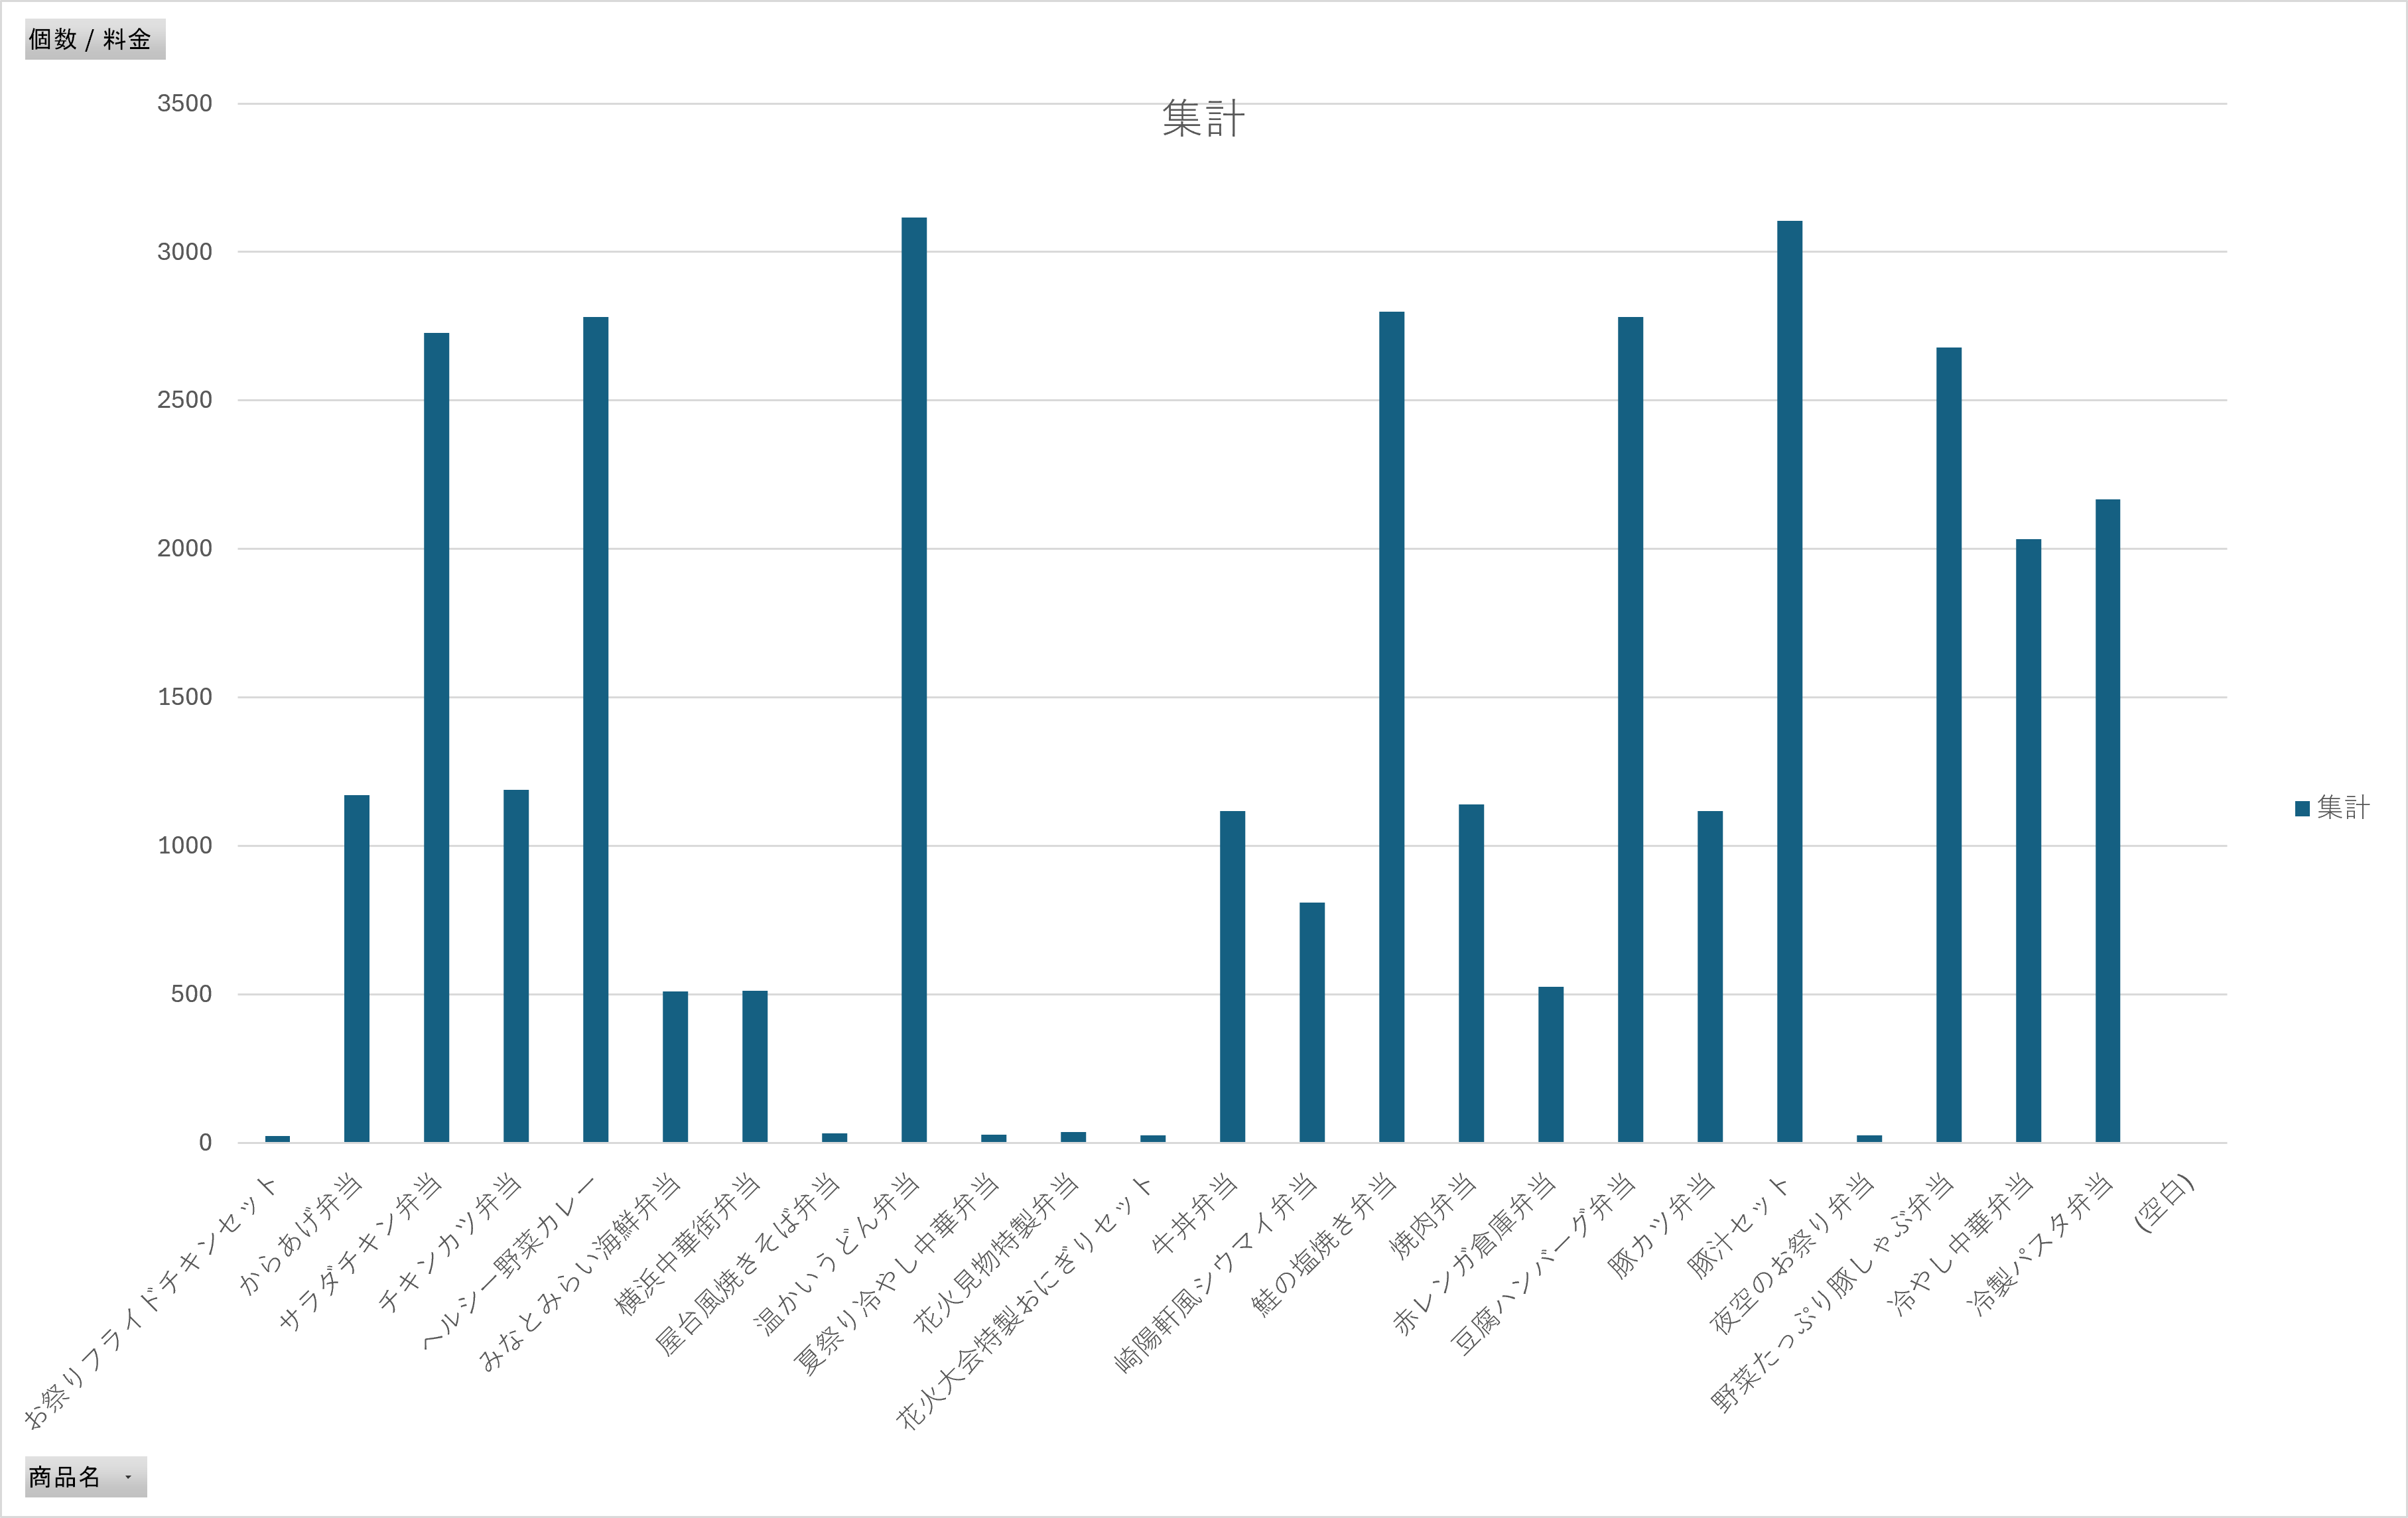 個数 / 料金
集計
3500
3000
2500
2000
1500
1000
500
0
集計
お祭りフライドチキンセット
からあげ弁当
サラダチキン弁当
チキンカツ弁当
ヘルシー野菜カレー
みなとみらい海鮮弁当
横浜中華街弁当
屋台風焼きそば弁当
温かいうどん弁当
夏祭り冷やし中華弁当
花火見物特製弁当
花火大会特製おにぎりセット
牛丼弁当
崎陽軒風シウマイ弁当
鮭の塩焼き弁当
焼肉弁当
赤レンガ倉庫弁当
豆腐ハンバーグ弁当
豚カツ弁当
豚汁セット
夜空のお祭り弁当
野菜たっぷり豚しゃぶ弁当
冷やし中華弁当
冷製パスタ弁当
(空白)
商品名